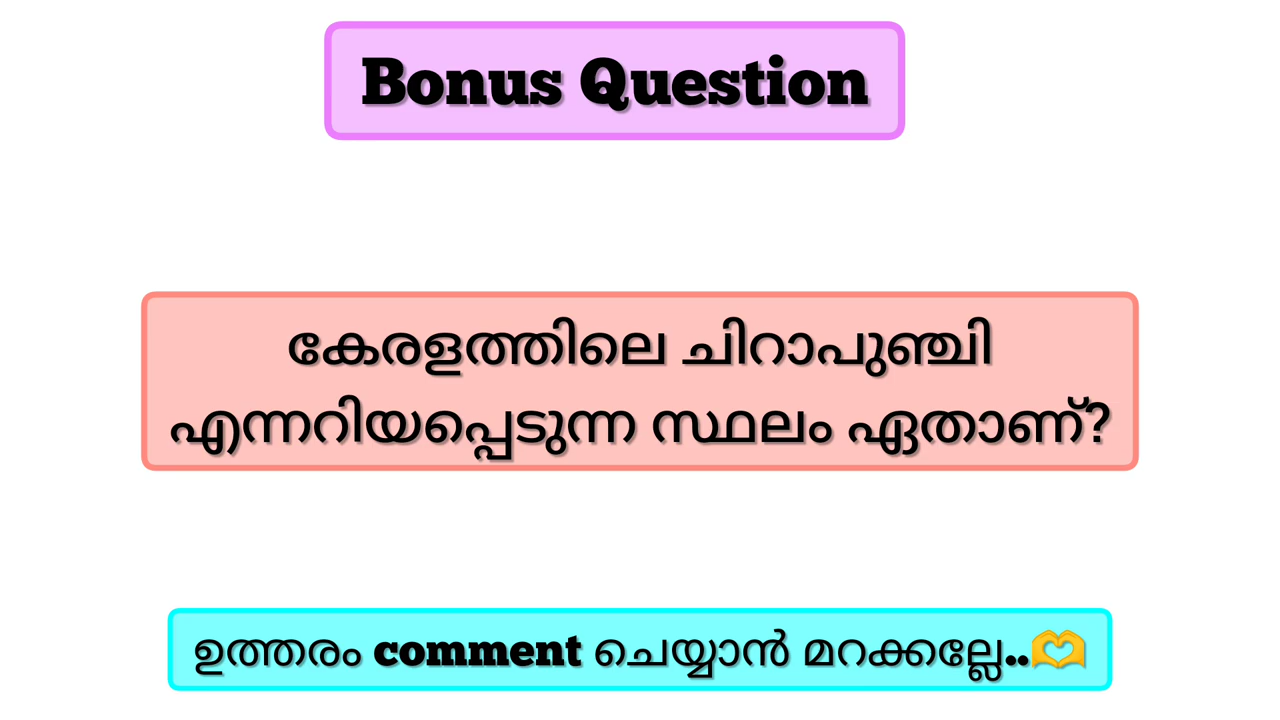 Bonus Question
കേരളത്തിലെ ചിറാപുഞ്ചി
എന്നറിയപ്പെടുന്ന സ്ഥലം ഏതാണ്?
ഉത്തരം comment ചെയ്യാൻ മറക്കല്ലേ..🫶